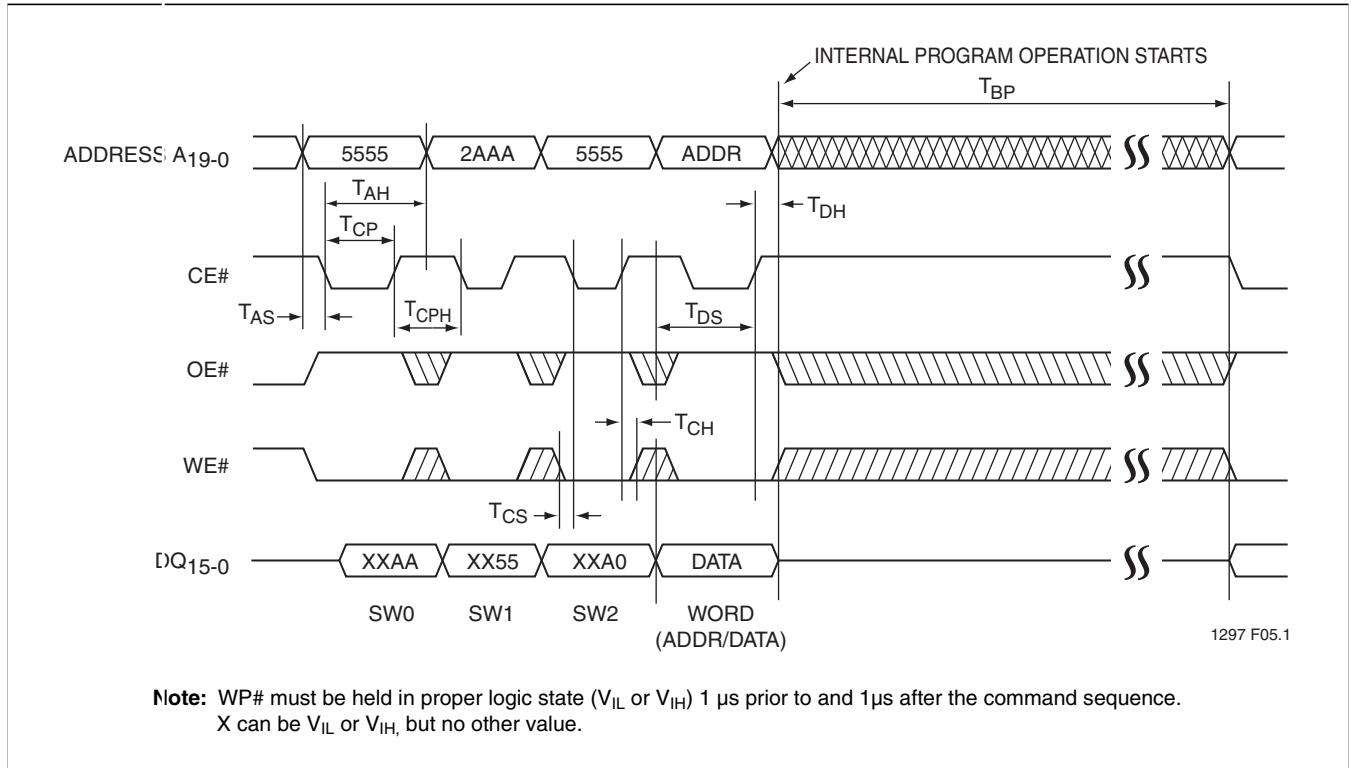 INTERNAL PROGRAM OPERATION STARTS
TBP
ADDRESS A19-0
5555
2AAA
5555
ADDR
TAH
TDH
TCP
CE#
TAS
TCPH
TDS
OE#
TCH
WE#
TCS
DQ15-0
XXAA
XX55
XXA0
DATA
SW0
SW1
SW2
WORD
(ADDR/DATA)
1297 F05.1
Note: WP# must be held in proper logic state (VIL or VIH) 1 µs prior to and 1µs after the command sequence.
X can be VIL or VIH, but no other value.